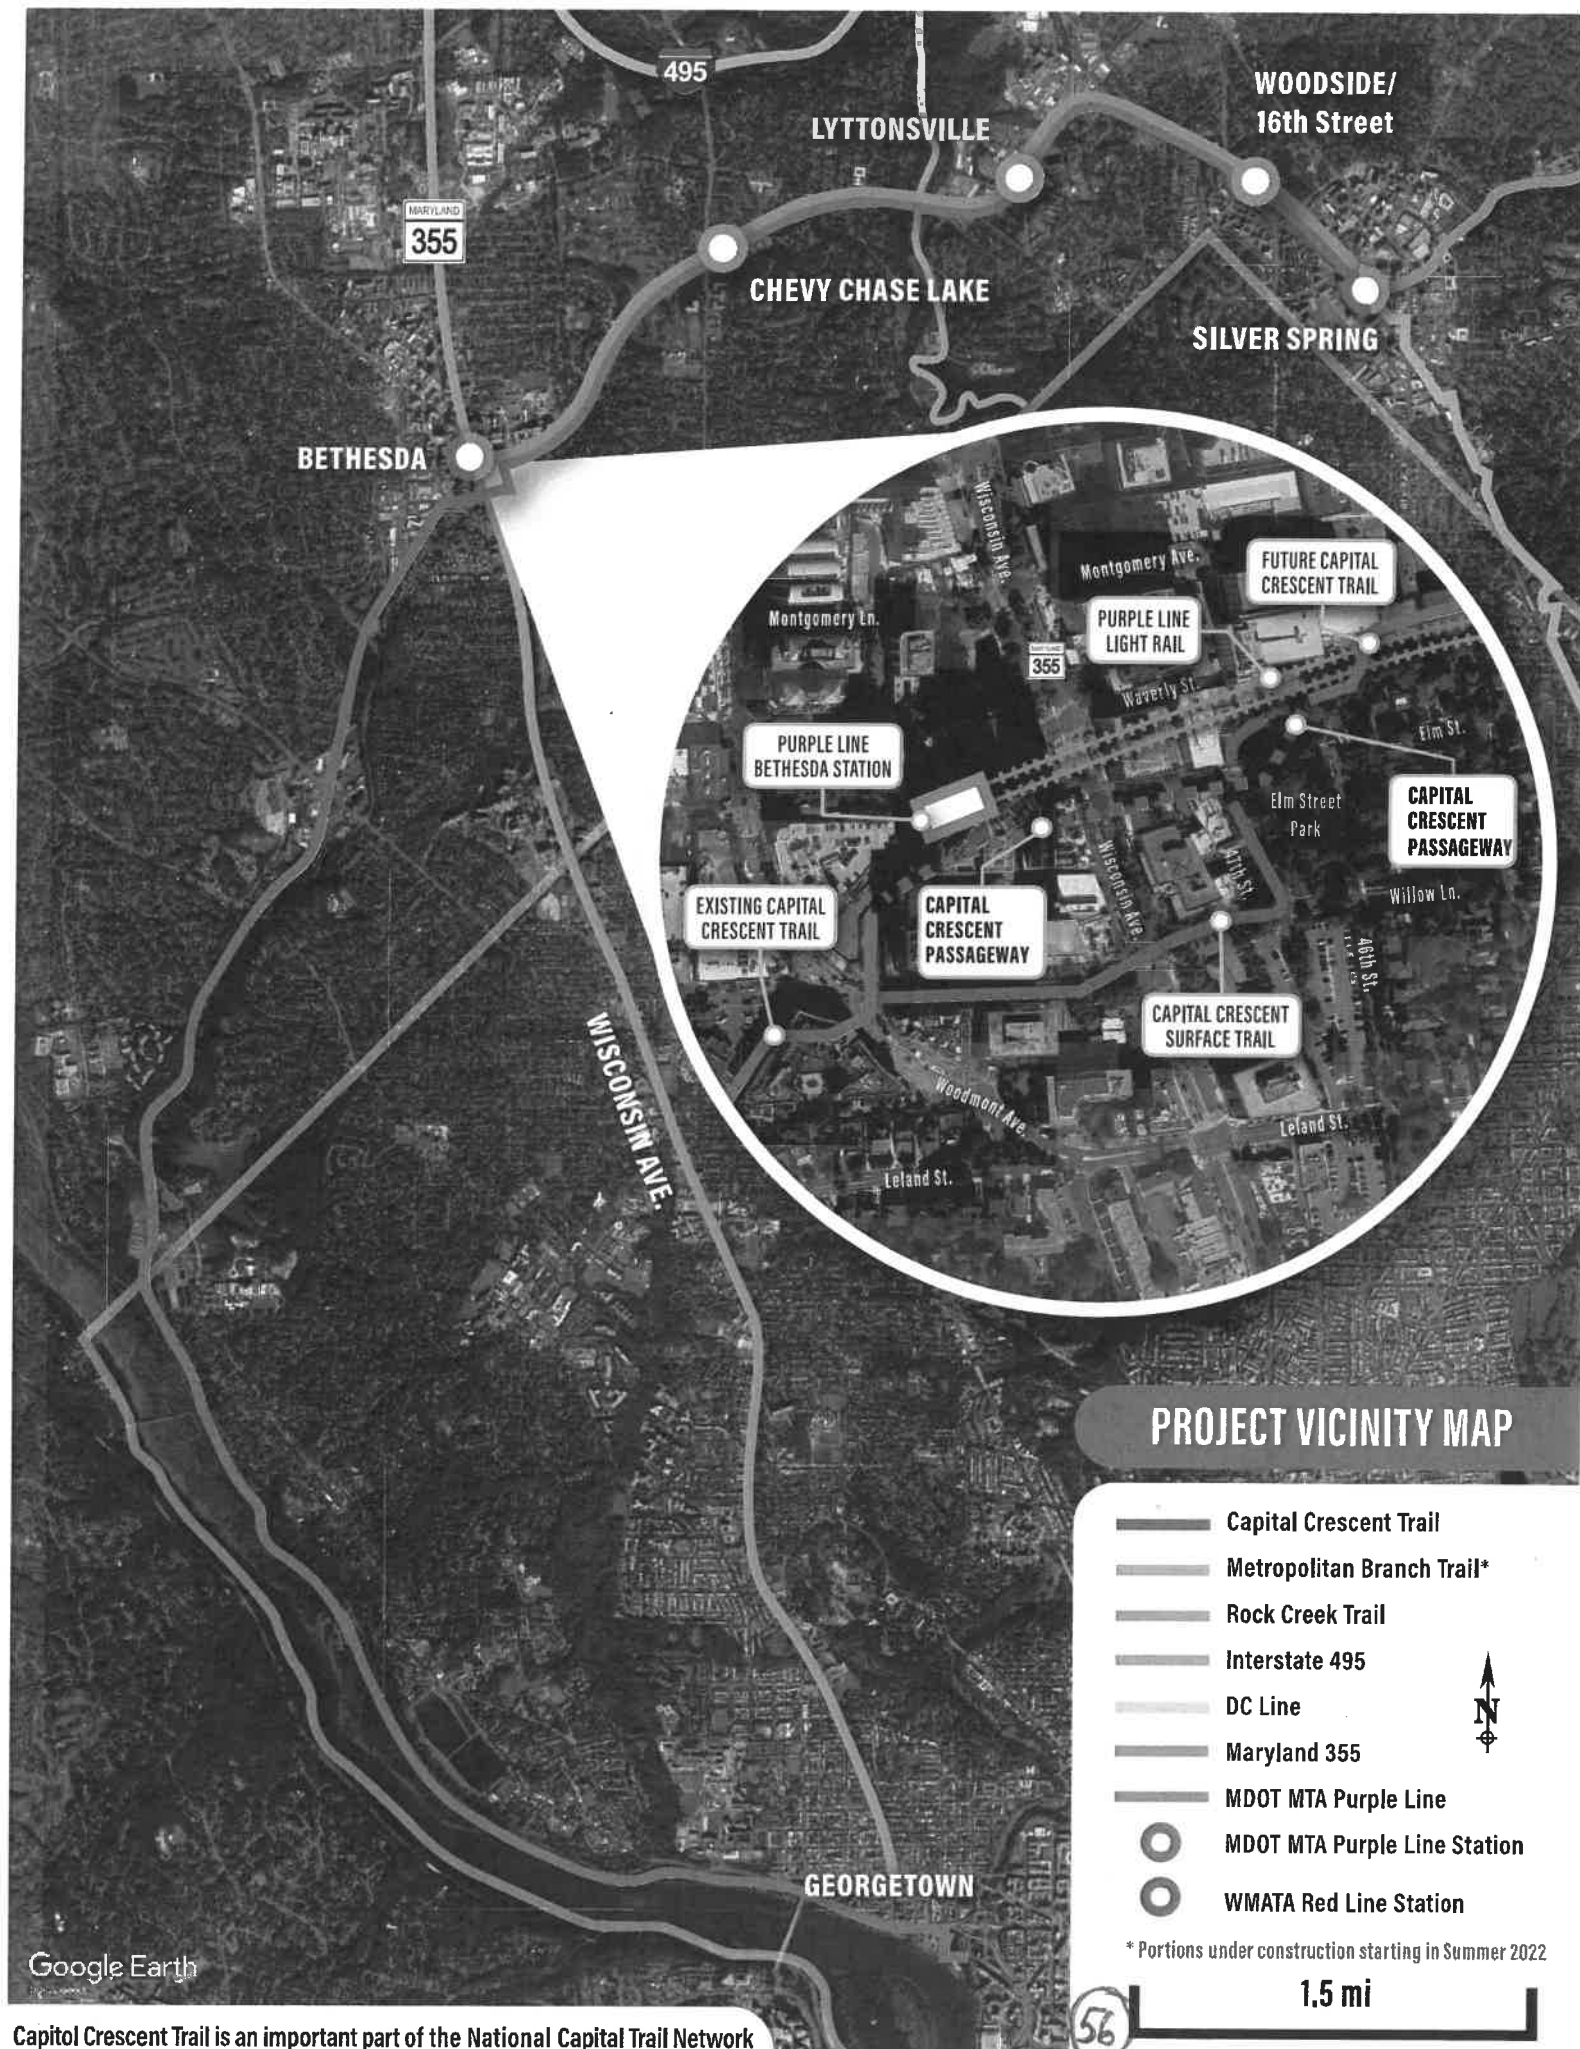 495
WOODSIDE/
16th Street
LYTTONSVILLE
MARYLAND
355
CHEVY CHASE LAKE
SILVER SPRING
BETHESDA
Wisconsin Ave.
Montgomery Ave.
FUTURE CAPITAL
CRESCENT TRAIL
Montgomery Ln.
PURPLE LINE
LIGHT RAIL
MARYLAND
355
Waverly St.
Elm St.
PURPLE LINE
BETHESDA STATION
Elm Street
Park
CAPITAL
CRESCENT
PASSAGEWAY
Wisconsin Ave.
47th St.
Willow Ln.
EXISTING CAPITAL
CRESCENT TRAIL
CAPITAL
CRESCENT
PASSAGEWAY
46th St.
CAPITAL CRESCENT
SURFACE TRAIL
WISCONSIN AVE.
Woodmont Ave.
Leland St.
Leland St.
PROJECT VICINITY MAP
Capital Crescent Trail
Metropolitan Branch Trail*
Rock Creek Trail
Interstate 495
DC Line
N
Maryland 355
MDOT MTA Purple Line
MDOT MTA Purple Line Station
WMATA Red Line Station
GEORGETOWN
* Portions under construction starting in Summer 2022
1.5 mi
Google Earth
56
Capitol Crescent Trail is an important part of the National Capital Trail Network